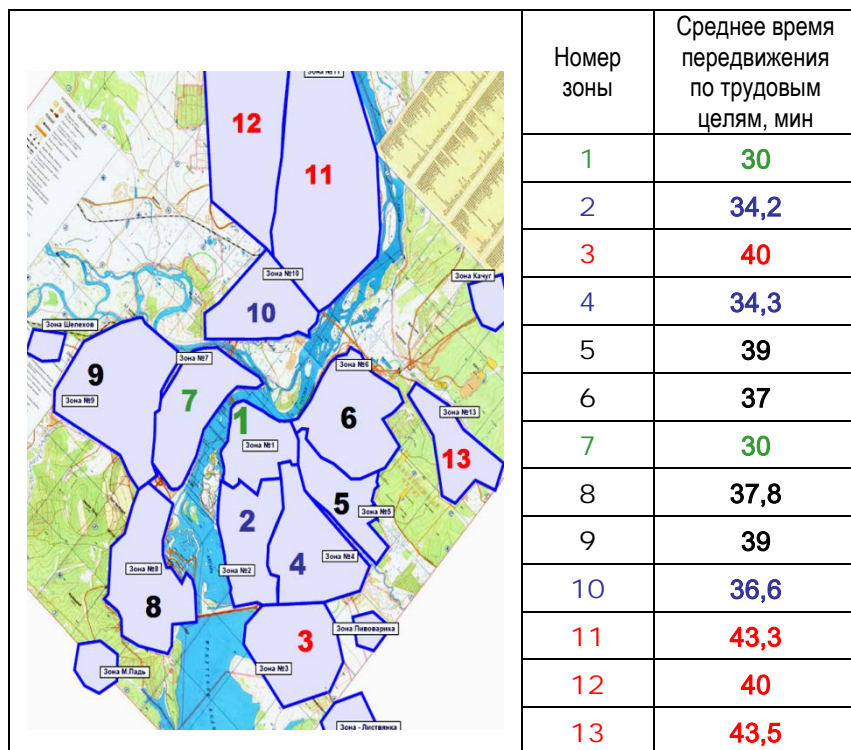 Номер зоны
Среднее время передвижения по трудовым целям, мин
1 30
2 34,2
3 40
4 34,3
5 39
6 37
7 30
8 37,8
9 39
10 36,6
11 43,3
12 40
13 43,5
12
11
Зона №10
10
Зона Качуг
Зона Шелехов
Зона №7
Зона №6
9
7
Зона №9
1
6
Зона №13
Зона №1
13
5
2
Зона №5
Зона №8
Зона №2
4
Зона №4
8
3
Зона Пивовариха
Зона М.Падь
Зона №3
Зона - Листвянка